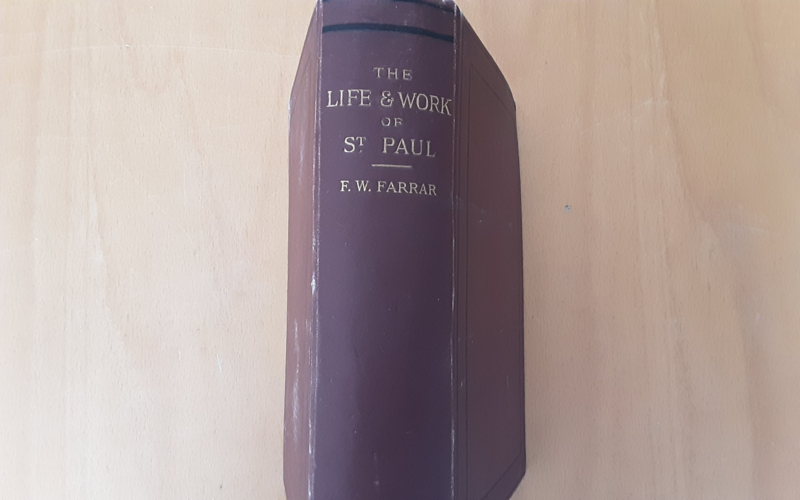 THE
LIFE & WORK
OF
ST PAUL
F. W. FARRAR